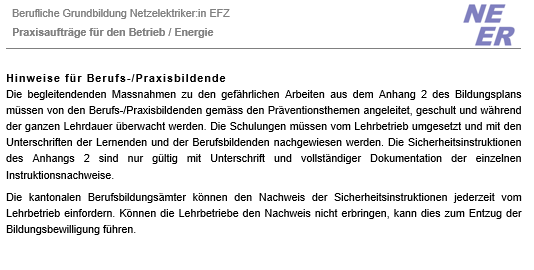 Berufliche Grundbildung Netzelektriker:in EFZ
Praxisaufträge für den Betrieb / Energie
NE
ER
Hinweise für Berufs-/Praxisbildende
Die begleitendenden Massnahmen zu den gefährlichen Arbeiten aus dem Anhang 2 des Bildungsplans
müssen von den Berufs-/Praxisbildenden gemäss den Präventionsthemen angeleitet, geschult und während
der ganzen Lehrdauer überwacht werden. Die Schulungen müssen vom Lehrbetrieb umgesetzt und mit den
Unterschriften der Lernenden und der Berufsbildenden nachgewiesen werden. Die Sicherheitsinstruktionen
des Anhangs 2 sind nur gültig mit Unterschrift und vollständiger Dokumentation der einzelnen
Instruktionsnachweise.
Die kantonalen Berufsbildungsämter können den Nachweis der Sicherheitsinstruktionen jederzeit vom
Lehrbetrieb einfordern. Können die Lehrbetriebe den Nachweis nicht erbringen, kann dies zum Entzug der
Bildungsbewilligung führen.